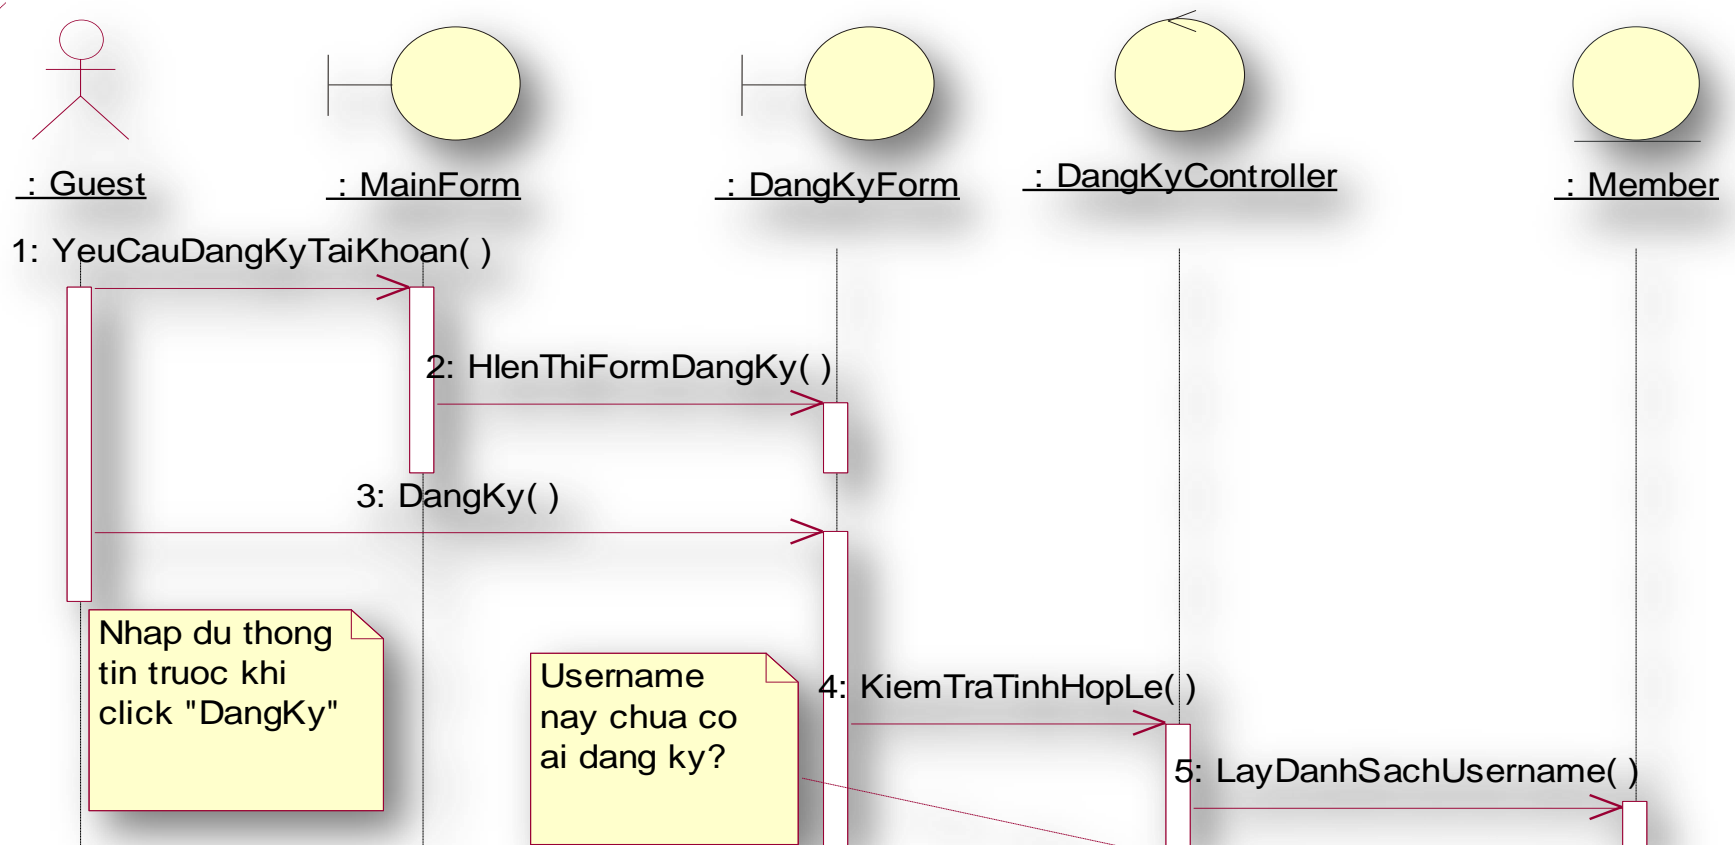 : Guest
: MainForm
: DangKyForm
: DangKyController
: Member
1: YeuCauDangKyTaiKhoan( )
2: HIenThiFormDangKy( )
3: DangKy( )
Nhap du thong
tin truoc khi
click "DangKy"
Username
nay chua co
ai dang ky?
4: KiemTraTinhHopLe( )
5: LayDanhSachUsername( )